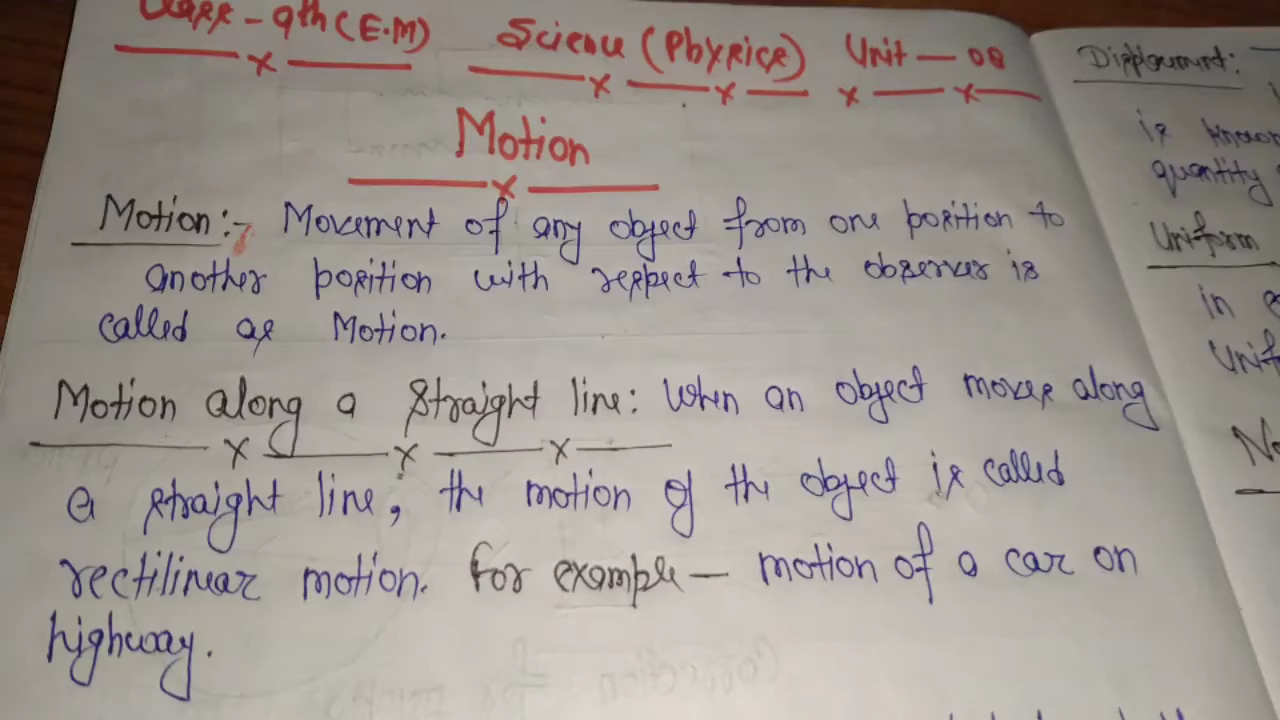 Class - 9th (E.M) Science (Physics) Unit - 08
Motion
Motion :- Movement of any object from one position to
another position with respect to the observer is
called as Motion.
Motion along a straight line: When an object moves along
a straight line, the motion of the object is called
rectilinear motion. For example - motion of a car on
highway.
Displacement:
is known
quantity
Uniform
in